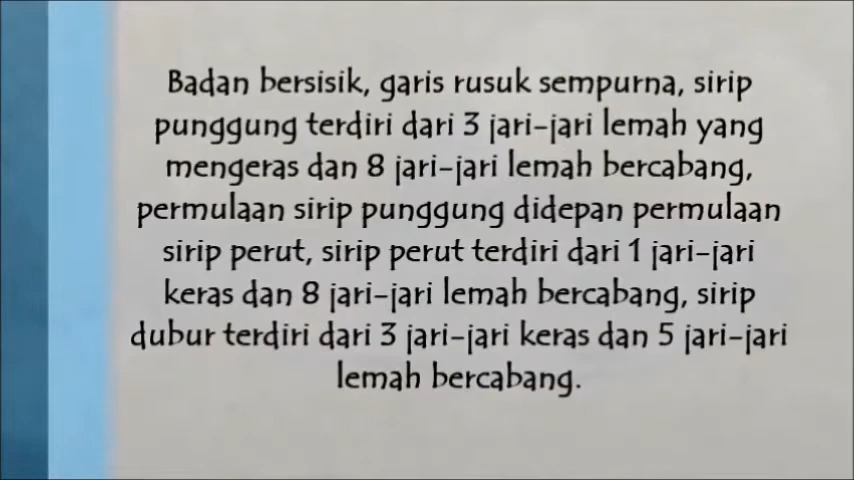 Badan bersisik, garis rusuk sempurna, sirip
punggung terdiri dari 3 jari-jari lemah yang
mengeras dan 8 jari-jari lemah bercabang,
permulaan sirip punggung didepan permulaan
sirip perut, sirip perut terdiri dari 1 jari-jari
keras dan 8 jari-jari lemah bercabang, sirip
dubur terdiri dari 3 jari-jari keras dan 5 jari-jari
lemah bercabang.